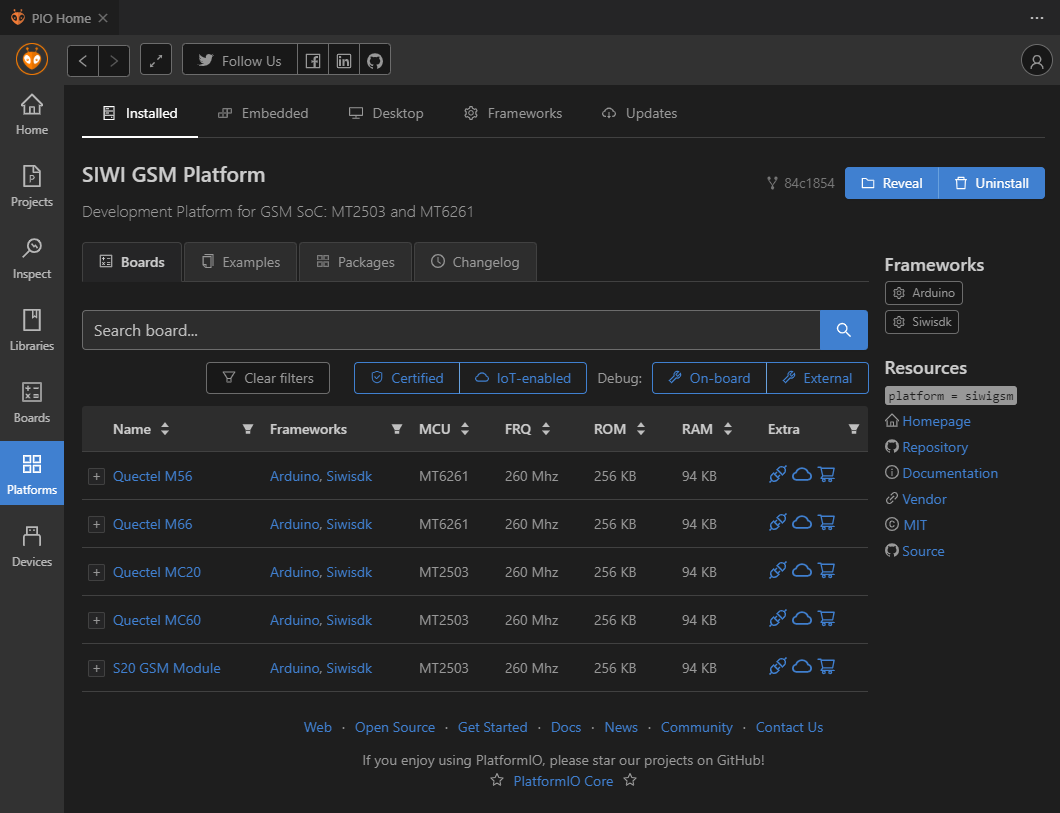 PIO Home
Follow Us
Home
Projects
Inspect
Libraries
Boards
Platforms
Devices
Installed Embedded Desktop Frameworks Updates
SIWI GSM Platform
84c1854 Reveal Uninstall
Development Platform for GSM SoC: MT2503 and MT6261
Boards Examples Packages Changelog
Search board...
Clear filters Certified IoT-enabled Debug: On-board External
Name Frameworks MCU FRQ ROM RAM Extra
Quectel M56 Arduino, Siwisdk MT6261 260 Mhz 256 KB 94 KB
Quectel M66 Arduino, Siwisdk MT6261 260 Mhz 256 KB 94 KB
Quectel MC20 Arduino, Siwisdk MT2503 260 Mhz 256 KB 94 KB
Quectel MC60 Arduino, Siwisdk MT2503 260 Mhz 256 KB 94 KB
S20 GSM Module Arduino, Siwisdk MT2503 260 Mhz 256 KB 94 KB
Frameworks
Arduino
Siwisdk
Resources
platform = siwigsm
Homepage
Repository
Documentation
Vendor
MIT
Source
Web · Open Source · Get Started · Docs · News · Community · Contact Us
If you enjoy using PlatformIO, please star our projects on GitHub!
PlatformIO Core